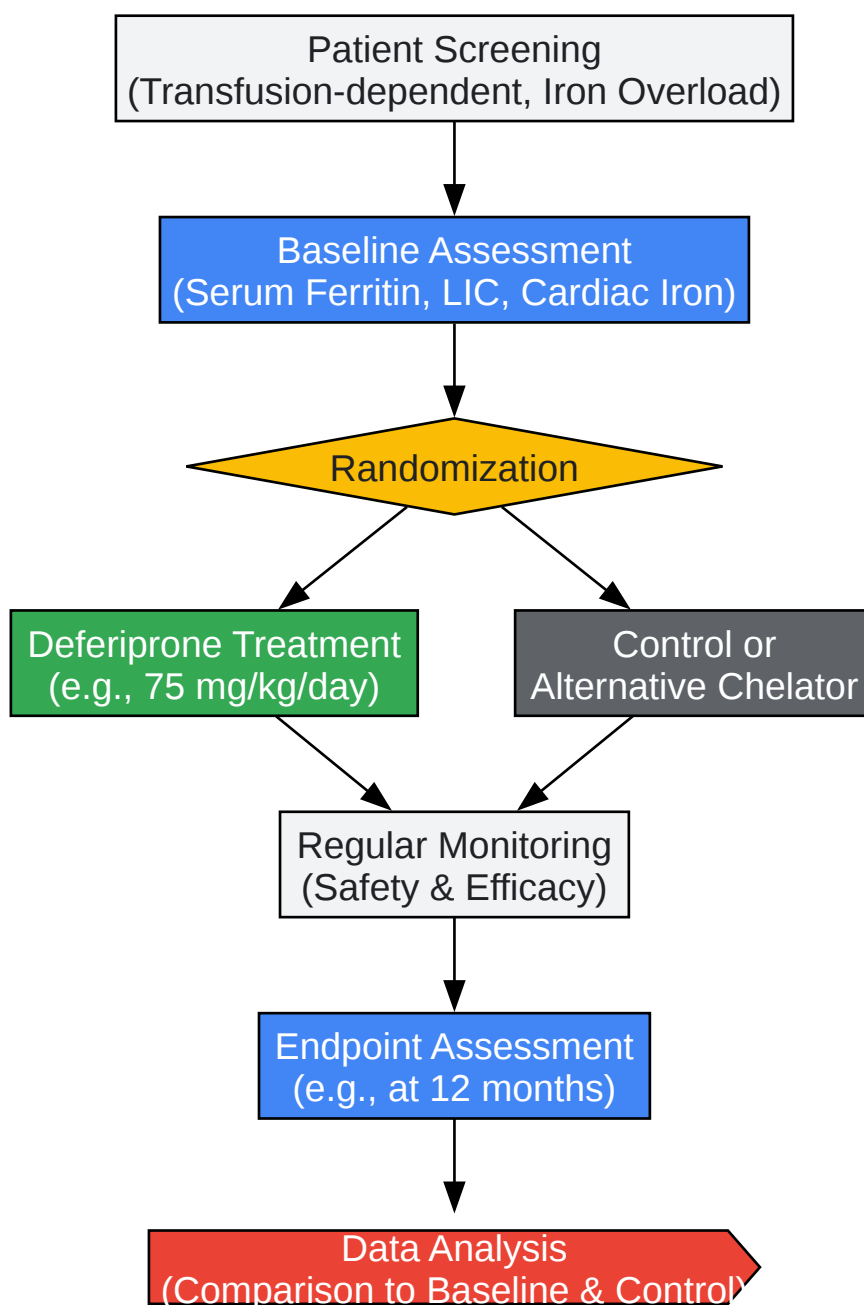 Patient Screening
(Transfusion-dependent, Iron Overload)
Baseline Assessment
(Serum Ferritin, LIC, Cardiac Iron)
Randomization
Deferiprone Treatment
(e.g., 75 mg/kg/day)
Control or
Alternative Chelator
Regular Monitoring
(Safety & Efficacy)
Endpoint Assessment
(e.g., at 12 months)
Data Analysis
(Comparison to Baseline & Control)